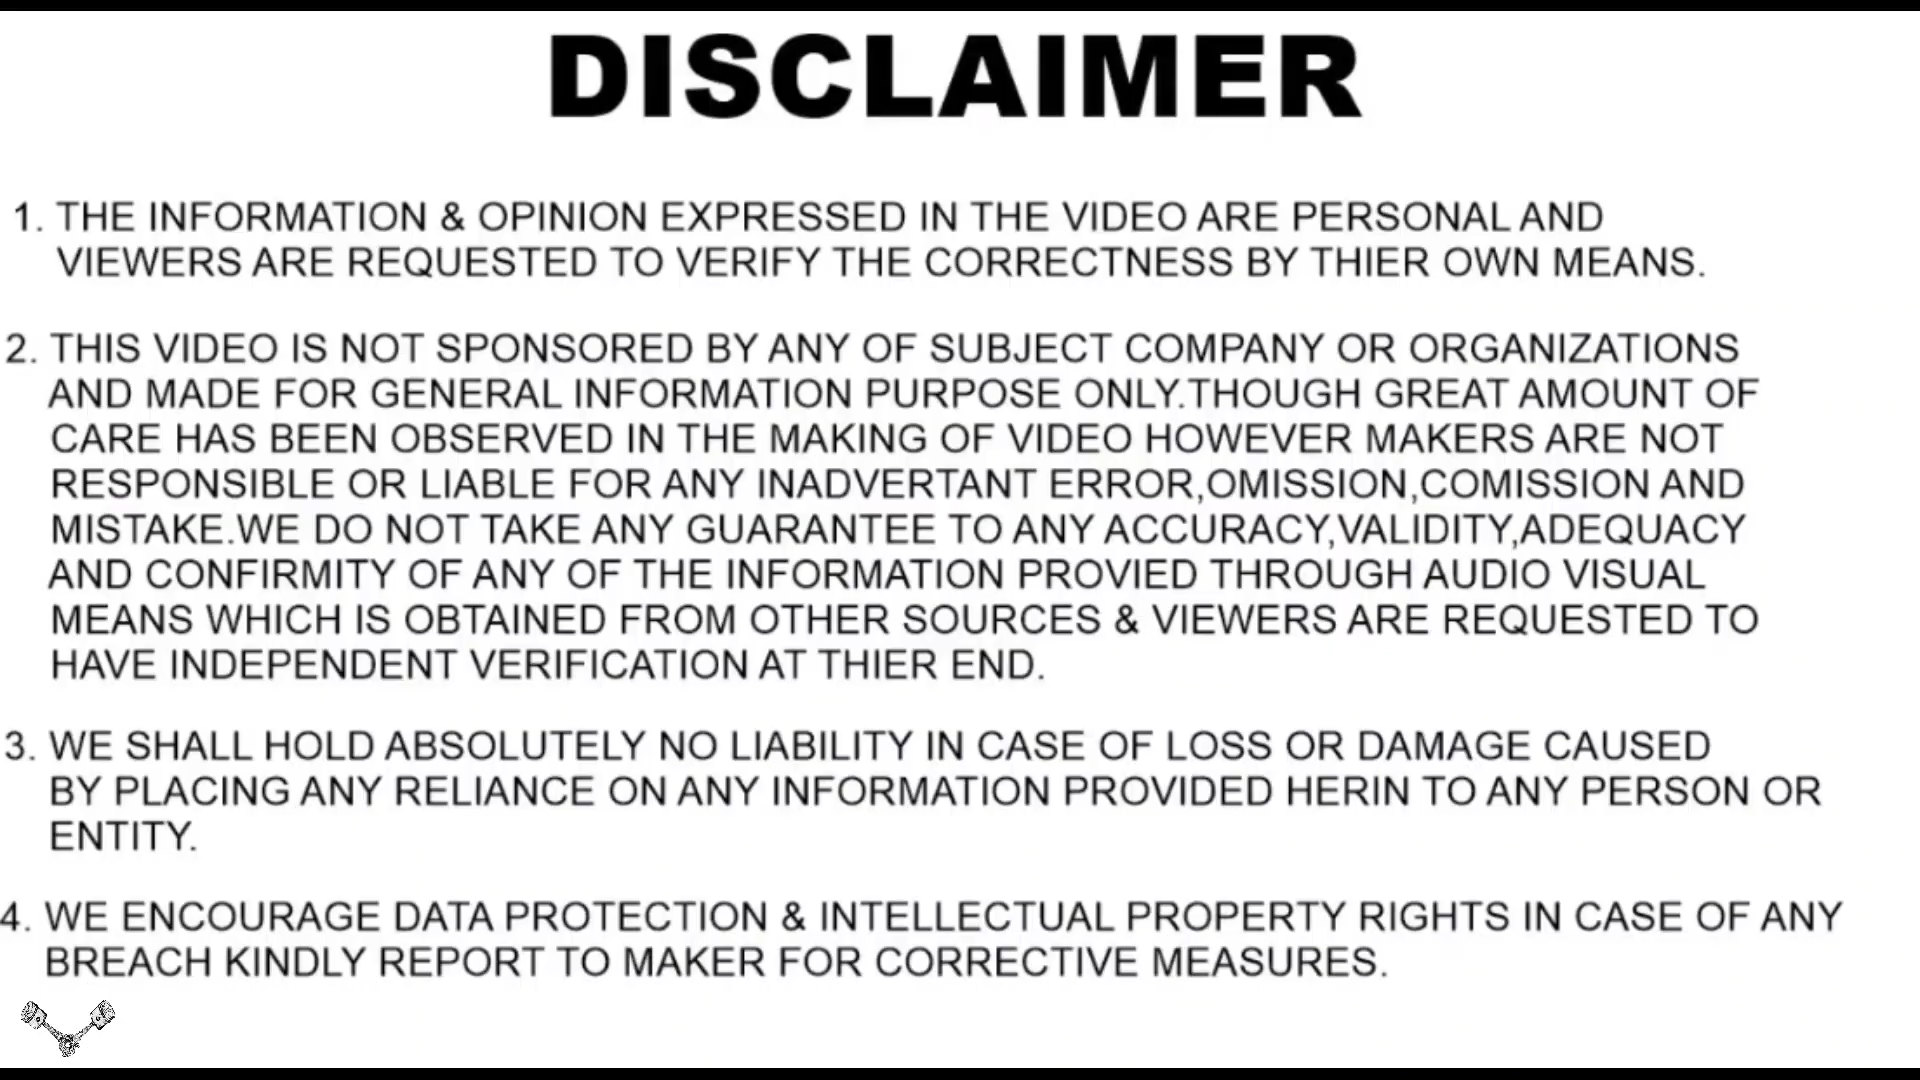 DISCLAIMER
1. THE INFORMATION & OPINION EXPRESSED IN THE VIDEO ARE PERSONAL AND
VIEWERS ARE REQUESTED TO VERIFY THE CORRECTNESS BY THIER OWN MEANS.
2. THIS VIDEO IS NOT SPONSORED BY ANY OF SUBJECT COMPANY OR ORGANIZATIONS
AND MADE FOR GENERAL INFORMATION PURPOSE ONLY.THOUGH GREAT AMOUNT OF
CARE HAS BEEN OBSERVED IN THE MAKING OF VIDEO HOWEVER MAKERS ARE NOT
RESPONSIBLE OR LIABLE FOR ANY INADVERTANT ERROR,OMISSION,COMISSION AND
MISTAKE.WE DO NOT TAKE ANY GUARANTEE TO ANY ACCURACY,VALIDITY,ADEQUACY
AND CONFIRMITY OF ANY OF THE INFORMATION PROVIED THROUGH AUDIO VISUAL
MEANS WHICH IS OBTAINED FROM OTHER SOURCES & VIEWERS ARE REQUESTED TO
HAVE INDEPENDENT VERIFICATION AT THIER END.
3. WE SHALL HOLD ABSOLUTELY NO LIABILITY IN CASE OF LOSS OR DAMAGE CAUSED
BY PLACING ANY RELIANCE ON ANY INFORMATION PROVIDED HERIN TO ANY PERSON OR
ENTITY.
4. WE ENCOURAGE DATA PROTECTION & INTELLECTUAL PROPERTY RIGHTS IN CASE OF ANY
BREACH KINDLY REPORT TO MAKER FOR CORRECTIVE MEASURES.